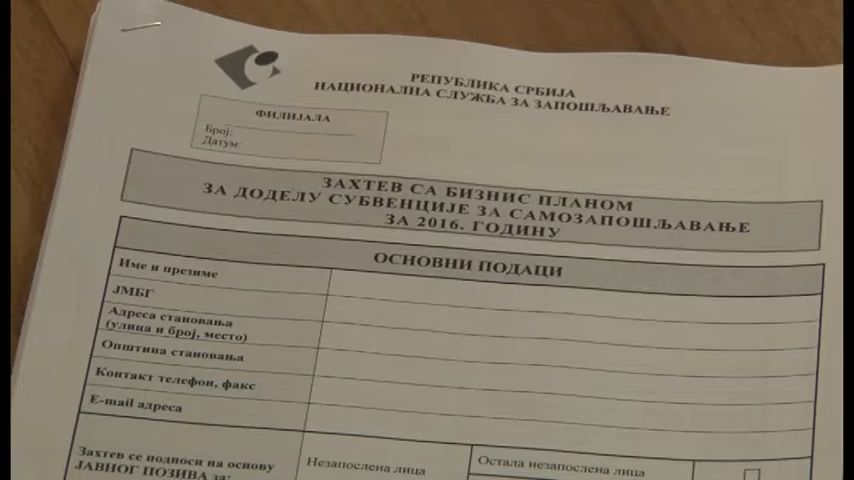 РЕПУБЛИКА СРБИЈА
НАЦИОНАЛНА СЛУЖБА ЗА ЗАПОШЉАВАЊЕ
ФИЛИЈАЛА
Број:
Датум:
ЗАХТЕВ СА БИЗНИС ПЛАНОМ
ЗА ДОДЕЛУ СУБВЕНЦИЈЕ ЗА САМОЗАПОШЉАВАЊЕ
ЗА 2016. ГОДИНУ
ОСНОВНИ ПОДАЦИ
Име и презиме
ЈМБГ
Адреса становања
(улица и број, место)
Општина становања
Контакт телефон, факс
E-mail адреса
Захтев се подноси на основу
ЈАВНОГ ПОЗИВА за:
Незапослена лица
Остала незапослена лица